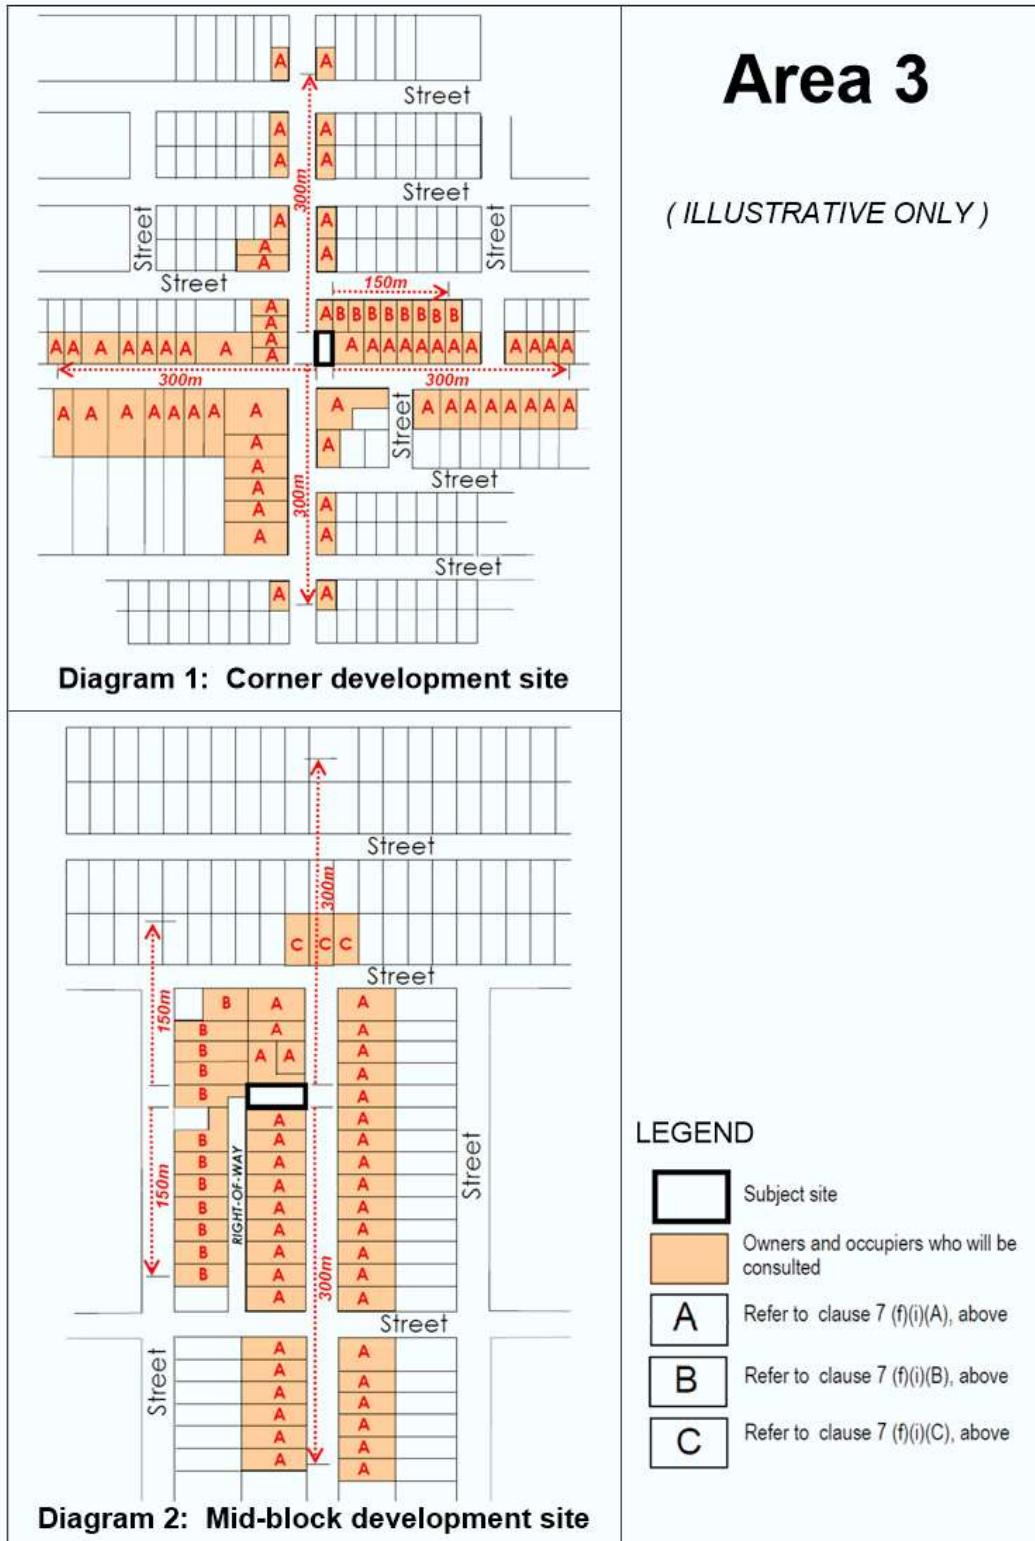 Area 3
( ILLUSTRATIVE ONLY )
A A
Street
A A
A A
300m
Street
A A
A A
A
Street
Street
Street
150m
A A B B B B B B B
A
A A A A A A A A A A A A A A A A A A A A A
A
300m
300m
A A A A A A A A A A A A A A A A A
Street
A A
A
A
Street
300m
A A
A A
Street
A A
Diagram 1: Corner development site
Street
300m
C C C
Street
150m
B A A
B A A
B A A A
B A
B A
A A
B A A
B A A
B A A
B A A
B A A
B A A
B A A
A A
150m
RIGHT-OF-WAY
300m
Street
Street
Street
A A
A A
A A
A A
A A
A A
Diagram 2: Mid-block development site
LEGEND
Subject site
Owners and occupiers who will be
consulted
A
Refer to clause 7 (f)(i)(A), above
B
Refer to clause 7 (f)(i)(B), above
C
Refer to clause 7 (f)(i)(C), above